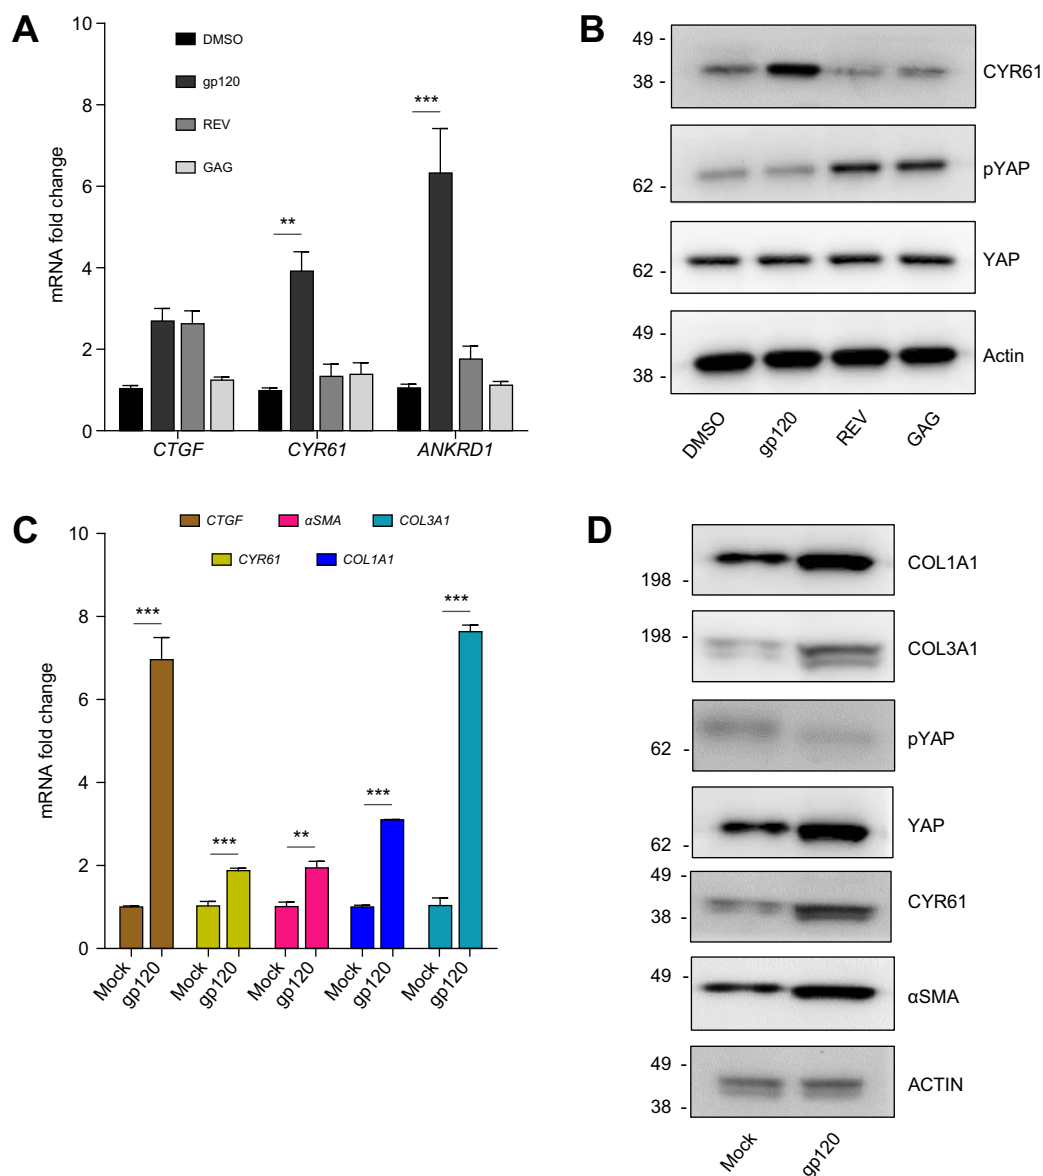 A
10
8
6
4
2
0
mRNA fold change
DMSO
gp120
REV
GAG
**
***
CTGF
CYR61
ANKRD1
B
49 -
38 -
CYR61
62 -
pYAP
62 -
YAP
49 -
38 -
Actin
DMSO
gp120
REV
GAG
C
CTGF
αSMA
COL3A1
CYR61
COL1A1
10
8
6
4
2
0
mRNA fold change
***
***
**
***
***
Mock
gp120
Mock
gp120
Mock
gp120
Mock
gp120
Mock
gp120
D
198 -
COL1A1
198 -
COL3A1
62 -
pYAP
62 -
YAP
49 -
38 -
CYR61
49 -
αSMA
49 -
38 -
ACTIN
Mock
gp120